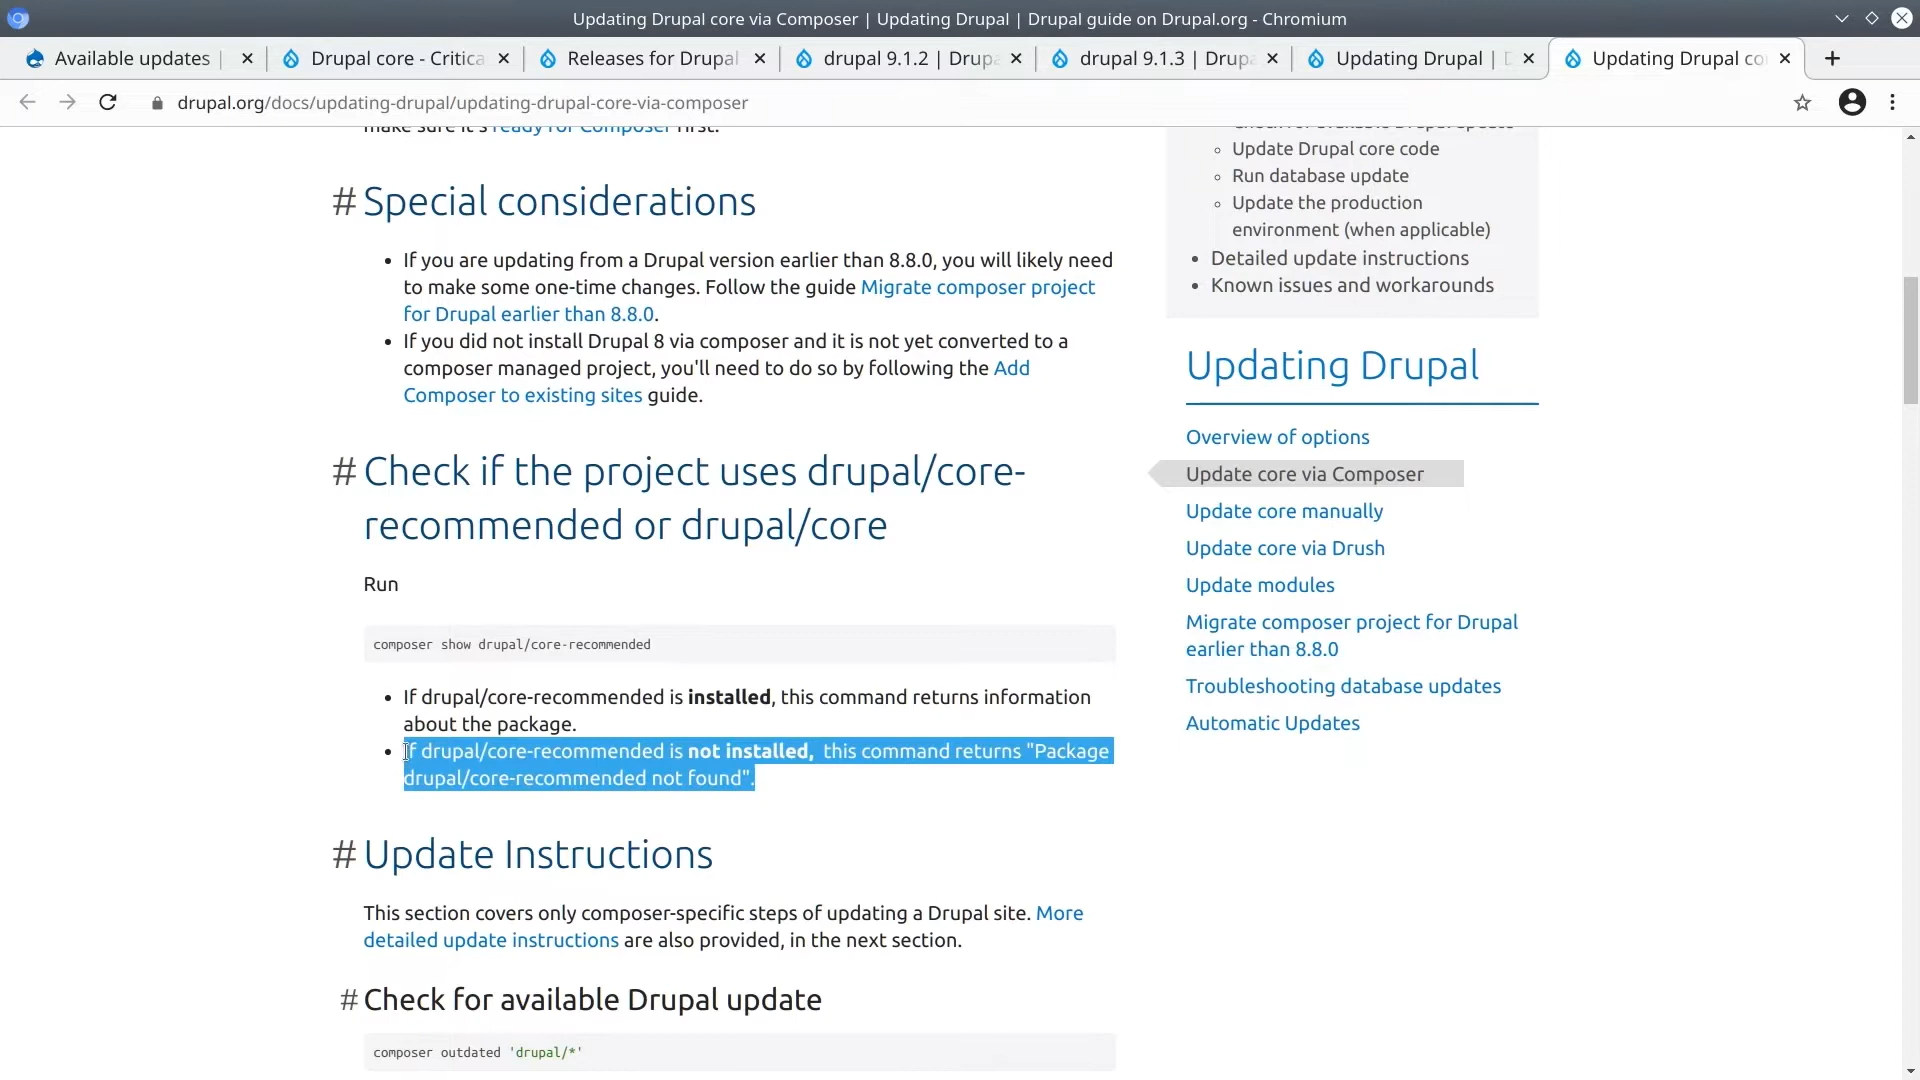 Updating Drupal core via Composer | Updating Drupal | Drupal guide on Drupal.org - Chromium
Available updates |
Drupal core - Critica
Releases for Drupal
drupal 9.1.2 | Drupa
drupal 9.1.3 | Drupa
Updating Drupal | D
Updating Drupal co
drupal.org/docs/updating-drupal/updating-drupal-core-via-composer
make sure it's ready for Composer first.
# Special considerations
• If you are updating from a Drupal version earlier than 8.8.0, you will likely need
to make some one-time changes. Follow the guide Migrate composer project
for Drupal earlier than 8.8.0.
• If you did not install Drupal 8 via composer and it is not yet converted to a
composer managed project, you'll need to do so by following the Add
Composer to existing sites guide.
# Check if the project uses drupal/core-
recommended or drupal/core
Run
composer show drupal/core-recommended
• If drupal/core-recommended is installed, this command returns information
about the package.
• If drupal/core-recommended is not installed, this command returns "Package
drupal/core-recommended not found".
# Update Instructions
This section covers only composer-specific steps of updating a Drupal site. More
detailed update instructions are also provided, in the next section.
# Check for available Drupal update
composer outdated 'drupal/*'
Check for available Drupal update
Update Drupal core code
Run database update
Update the production
environment (when applicable)
• Detailed update instructions
• Known issues and workarounds
Updating Drupal
Overview of options
Update core via Composer
Update core manually
Update core via Drush
Update modules
Migrate composer project for Drupal
earlier than 8.8.0
Troubleshooting database updates
Automatic Updates